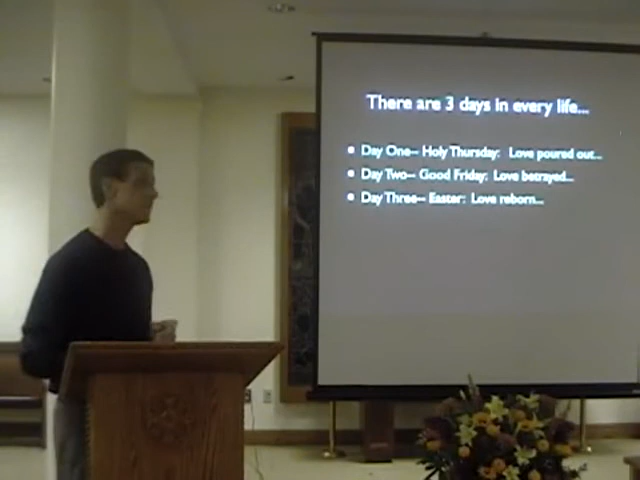 There are 3 days in every life...
Day One-- Holy Thursday: Love poured out...
Day Two-- Good Friday: Love betrayed...
Day Three-- Easter: Love reborn...